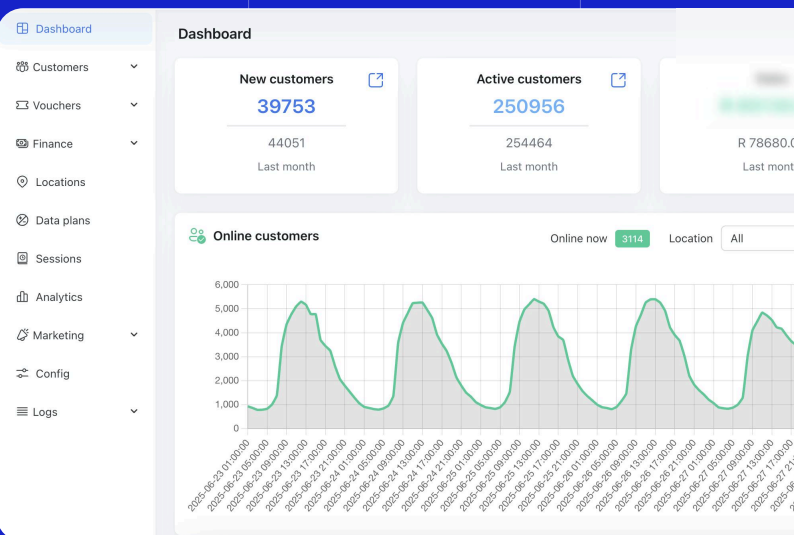 Dashboard
Customers
Vouchers
Finance
Locations
Data plans
Sessions
Analytics
Marketing
Config
Logs
Dashboard
New customers
39753
44051
Last month
Active customers
250956
254464
Last month
R 78680.0
Last mont
Online customers
Online now 3114 Location All
6,000
5,000
4,000
3,000
2,000
1,000
0
2025-06-23 01:00:00
2025-06-23 05:00:00
2025-06-23 09:00:00
2025-06-23 13:00:00
2025-06-23 17:00:00
2025-06-23 21:00:00
2025-06-24 01:00:00
2025-06-24 05:00:00
2025-06-24 09:00:00
2025-06-24 13:00:00
2025-06-24 17:00:00
2025-06-24 21:00:00
2025-06-25 01:00:00
2025-06-25 05:00:00
2025-06-25 09:00:00
2025-06-25 13:00:00
2025-06-25 17:00:00
2025-06-25 21:00:00
2025-06-26 01:00:00
2025-06-26 05:00:00
2025-06-26 09:00:00
2025-06-26 13:00:00
2025-06-26 17:00:00
2025-06-26 21:00:00
2025-06-27 01:00:00
2025-06-27 05:00:00
2025-06-27 09:00:00
2025-06-27 13:00:00
2025-06-27 17:00:00
2025-06-27 21